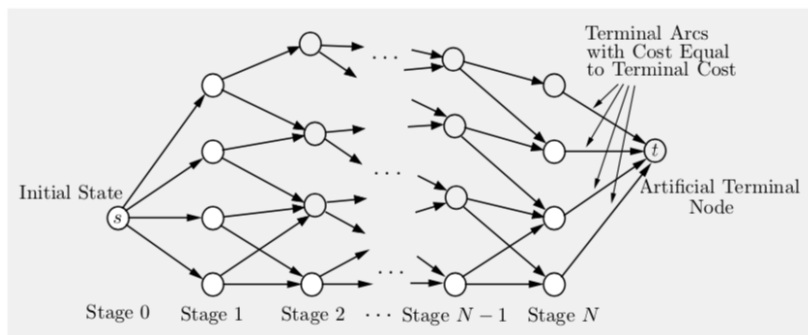 Terminal Arcs
with Cost Equal
to Terminal Cost
. . .
t
Initial State
s
. . .
Artificial Terminal
Node
. . .
Stage 0 Stage 1 Stage 2 . . . Stage N − 1 Stage N